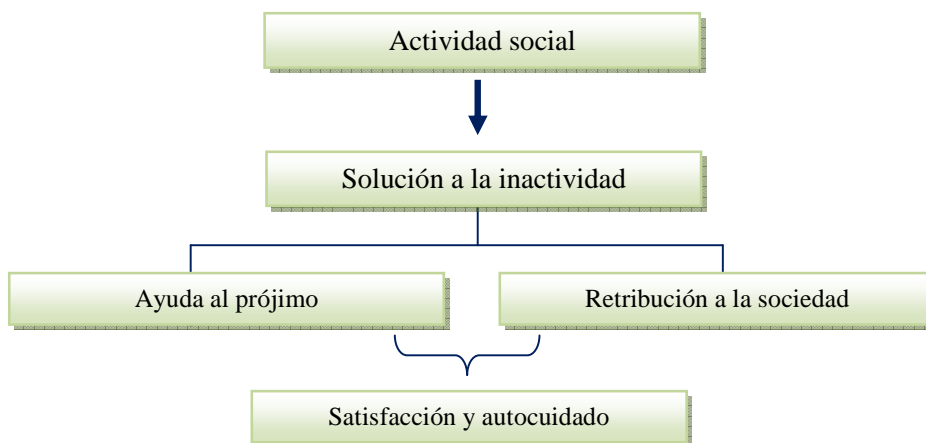 Actividad social
Solución a la inactividad
Ayuda al prójimo
Retribución a la sociedad
Satisfacción y autocuidado